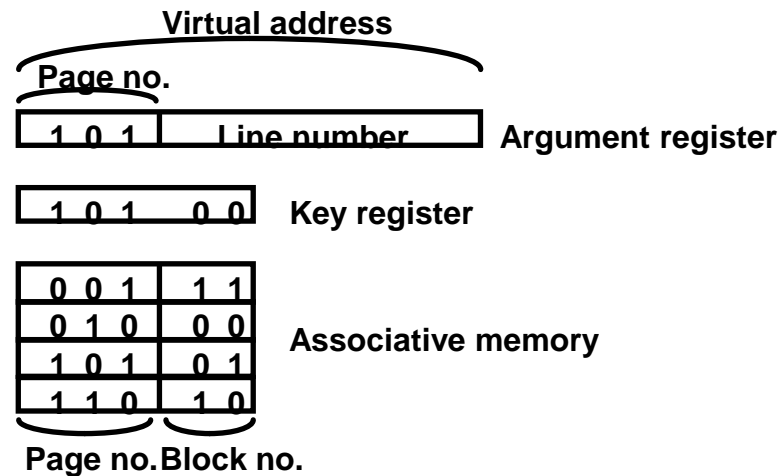 Virtual address
Page no.
1 0 1 Line number Argument register
1 0 1 0 0 Key register
0 0 1 1 1
0 1 0 0 0
Associative memory
1 0 1 0 1
1 1 0 1 0
Page no. Block no.